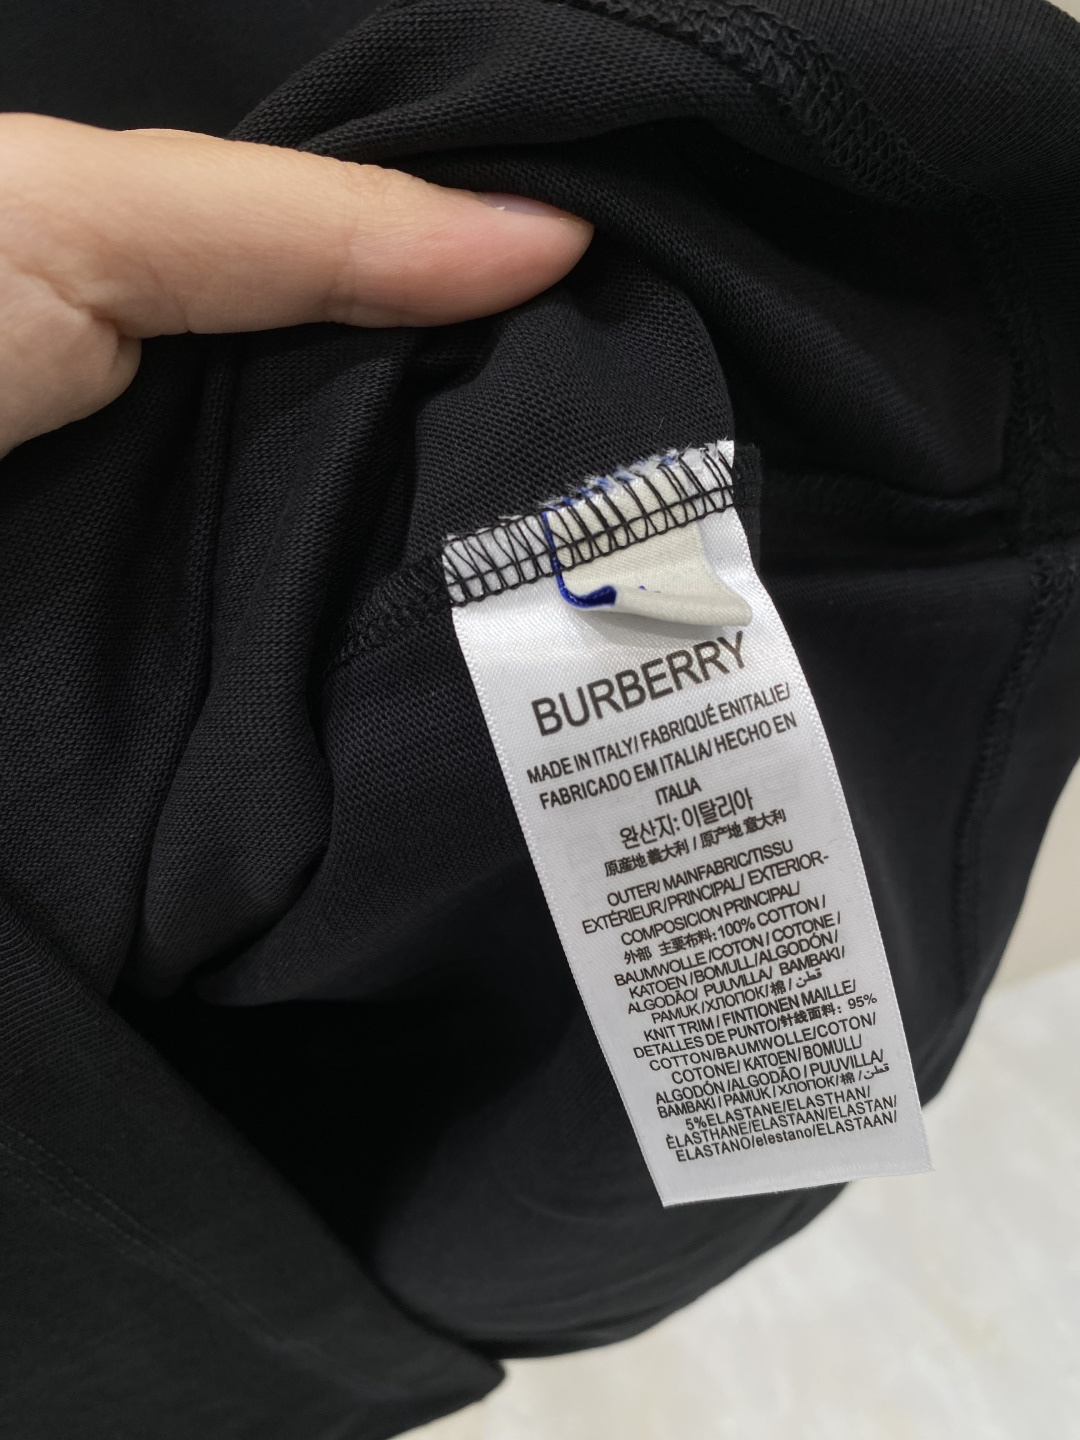 BURBERRY
MADE IN ITALY/ FABRIQUÉ ENITALIE/
FABRICADO EM ITALIA/ HECHO EN
ITALIA
완산지: 이탈리아
原産地 義大利 / 原产地 意大利
OUTER/ MAINFABRIC/TISSU
EXTÉRIEUR/PRINCIPAL/ EXTERIOR-
COMPOSICION PRINCIPAL/
外部 主要布料: 100% COTTON /
BAUMWOLLE /COTON / COTONE /
KATOEN /BOMULL/ALGODÓN/
ALGODÃO/ PUUVILLA/ BAMBAKI/
PAMUK / ХЛОПОК/ 棉 / قطن
KNIT TRIM / FINTIONEN MAILLE/
DETALLES DE PUNTO/针线面料: 95%
COTTON/BAUMWOLLE/COTON/
COTONE/ KATOEN/ BOMULL/
ALGODÓN /ALGODÃO / PUUVILLA/
BAMBAKI / PAMUK / ХЛОПОК/ 棉 / قطن
5%ELASTANE/ELASTHAN/
ÈLASTHANE/ELASTAAN/ELASTAN/
ELASTANO/elestano/ELASTAAN/